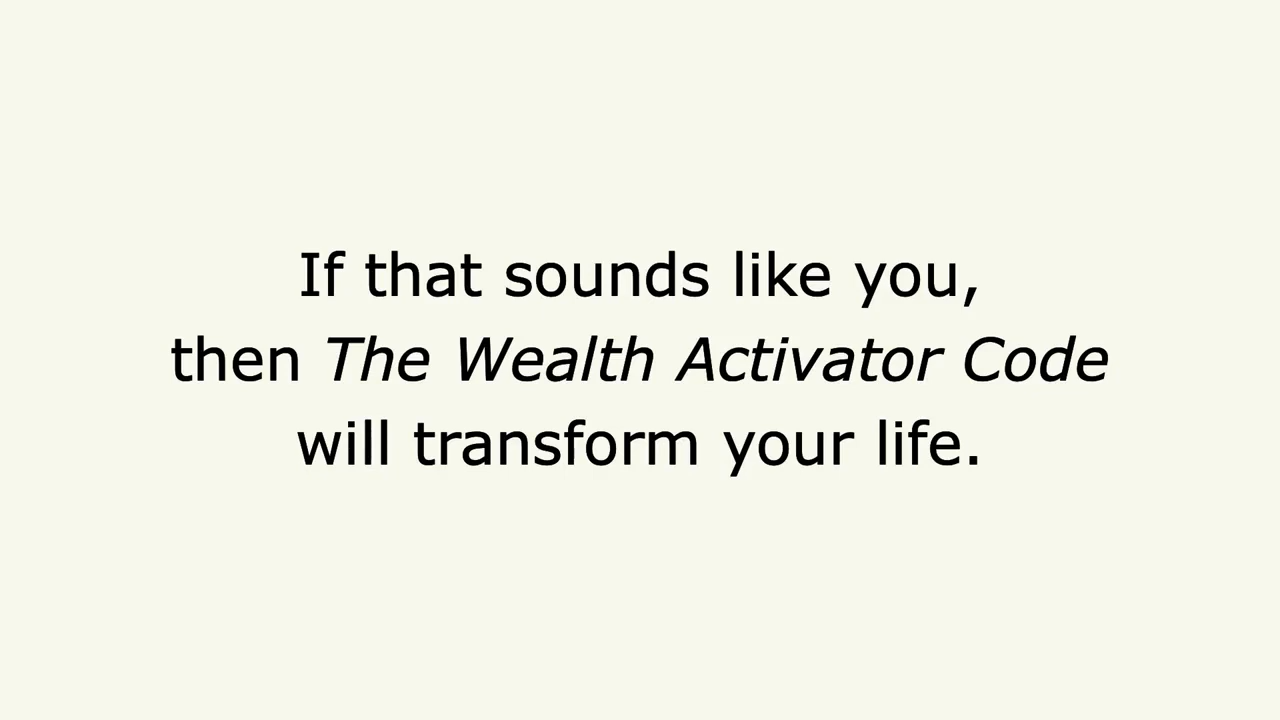 If that sounds like you,
then The Wealth Activator Code
will transform your life.